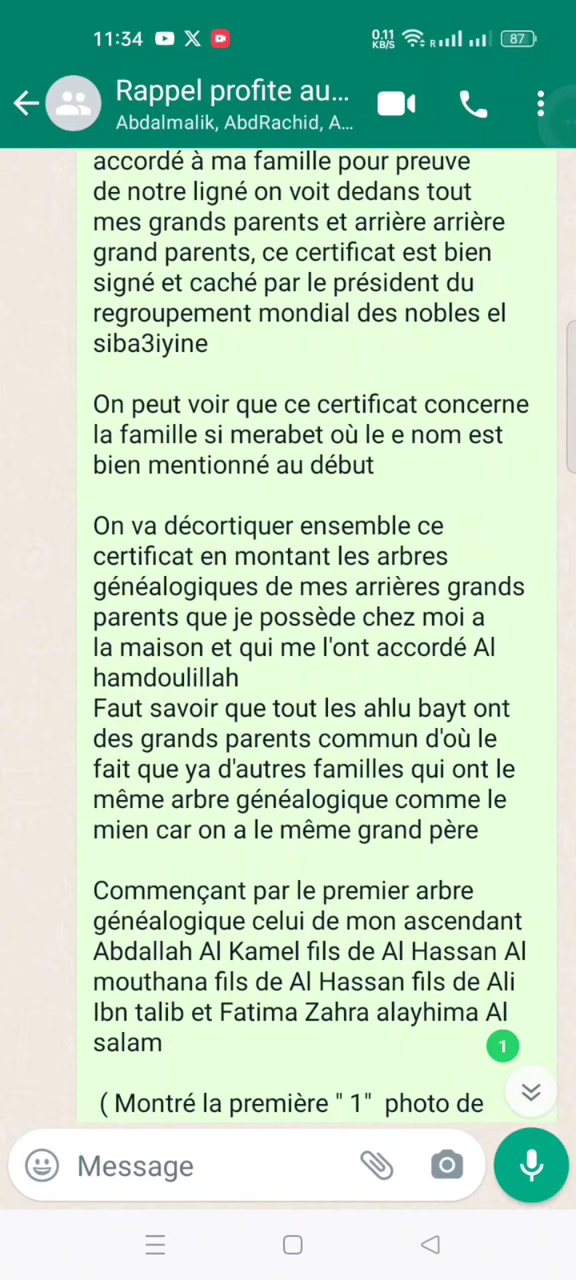 11:34
0.11
KB/S
R
87
Rappel profite au...
Abdalmalik, AbdRachid, A...
accordé à ma famille pour preuve
de notre ligné on voit dedans tout
mes grands parents et arrière arrière
grand parents, ce certificat est bien
signé et caché par le président du
regroupement mondial des nobles el
siba3iyine
On peut voir que ce certificat concerne
la famille si merabet où le e nom est
bien mentionné au début
On va décortiquer ensemble ce
certificat en montant les arbres
généalogiques de mes arrières grands
parents que je possède chez moi a
la maison et qui me l'ont accordé Al
hamdoulillah
Faut savoir que tout les ahlu bayt ont
des grands parents commun d'où le
fait que ya d'autres familles qui ont le
même arbre généalogique comme le
mien car on a le même grand père
Commençant par le premier arbre
généalogique celui de mon ascendant
Abdallah Al Kamel fils de Al Hassan Al
mouthana fils de Al Hassan fils de Ali
Ibn talib et Fatima Zahra alayhima Al
salam
1
( Montré la première " 1"  photo de
Message